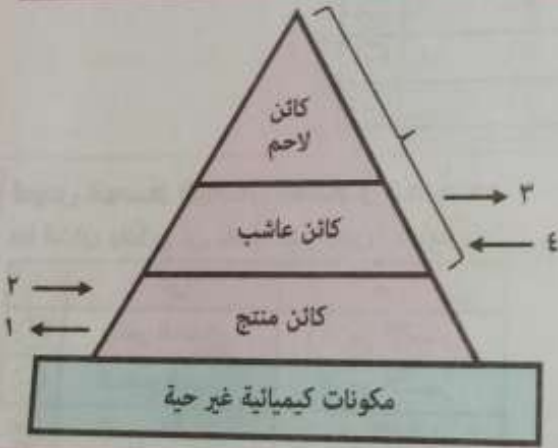 كائن
لاحم
٣
كائن عاشب
٤
٢
كائن منتج
١
مكونات كيميائية غير حية